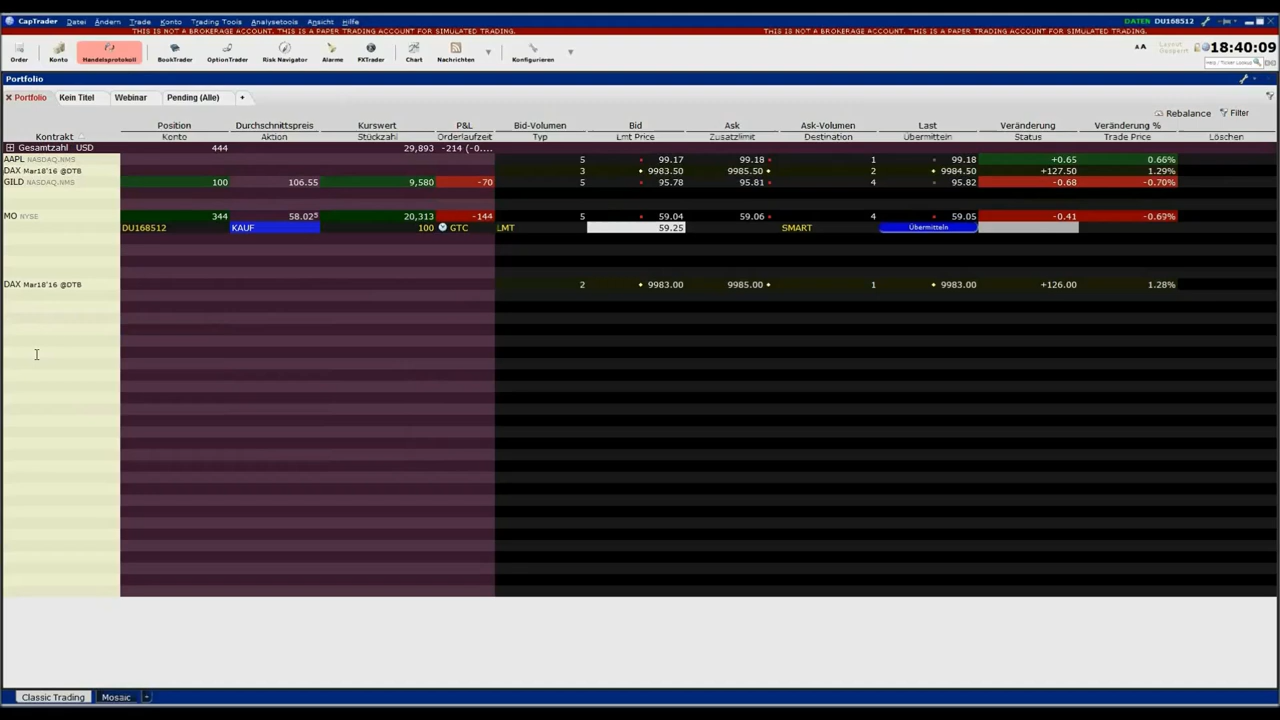 CapTrader Datei Ändern Trade Konto Trading Tools Analysetools Ansicht Hilfe DATEN DU168512
THIS IS NOT A BROKERAGE ACCOUNT. THIS IS A PAPER TRADING ACCOUNT FOR SIMULATED TRADING. THIS IS NOT A BROKERAGE ACCOUNT. THIS IS A PAPER TRADING ACCOUNT FOR SIMULATED TRADING.
Order Konto Handelsprotokoll BookTrader OptionTrader Risk Navigator Alarme FXTrader Chart Nachrichten Konfigurieren AA Layout Gesperrt 18:40:09
Portfolio
Portfolio Kein Titel Webinar Pending (Alle) +
Rebalance Filter
Position Durchschnittspreis Kurswert P&L Bid-Volumen Bid Ask Ask-Volumen Last Veränderung Veränderung %
Kontrakt Konto Aktion Stückzahl Orderlaufzeit Typ Lmt Price Zusatzlimit Destination Übermitteln Status Trade Price Löschen
Gesamtzahl USD 444 29,893 -214 (-0....
AAPL NASDAQ.NMS 5 99.17 99.18 1 99.18 +0.65 0.66%
DAX Mar18'16 @DTB 3 9983.50 9985.50 2 9984.50 +127.50 1.29%
GILD NASDAQ.NMS 100 106.55 9,580 -70 5 95.78 95.81 4 95.82 -0.68 -0.70%
MO NYSE 344 58.02⁵ 20,313 -144 5 59.04 59.06 4 59.05 -0.41 -0.69%
DU168512 KAUF 100 GTC LMT 59.25 SMART Übermitteln
DAX Mar18'16 @DTB 2 9983.00 9985.00 1 9983.00 +126.00 1.28%
Classic Trading Mosaic +